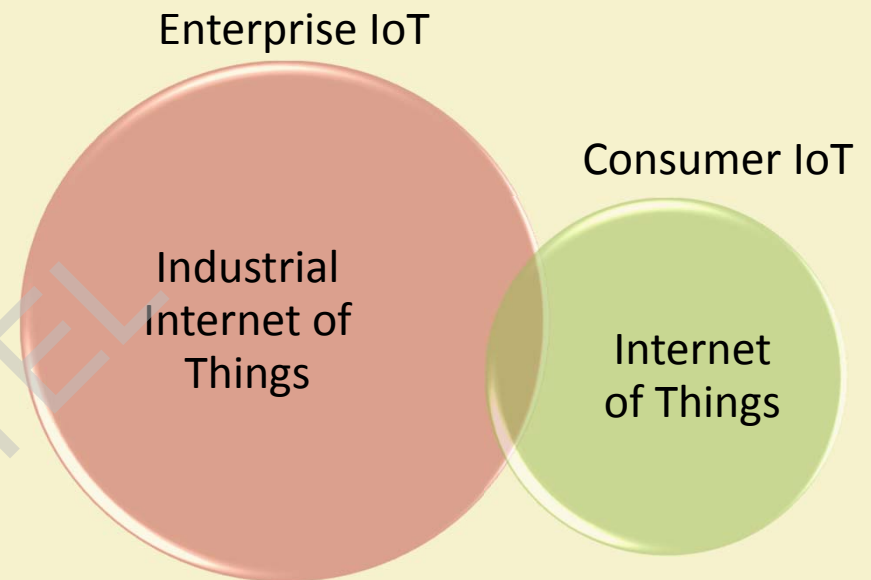 Enterprise IoT
Consumer IoT
Industrial
Internet of
Things
Internet
of Things